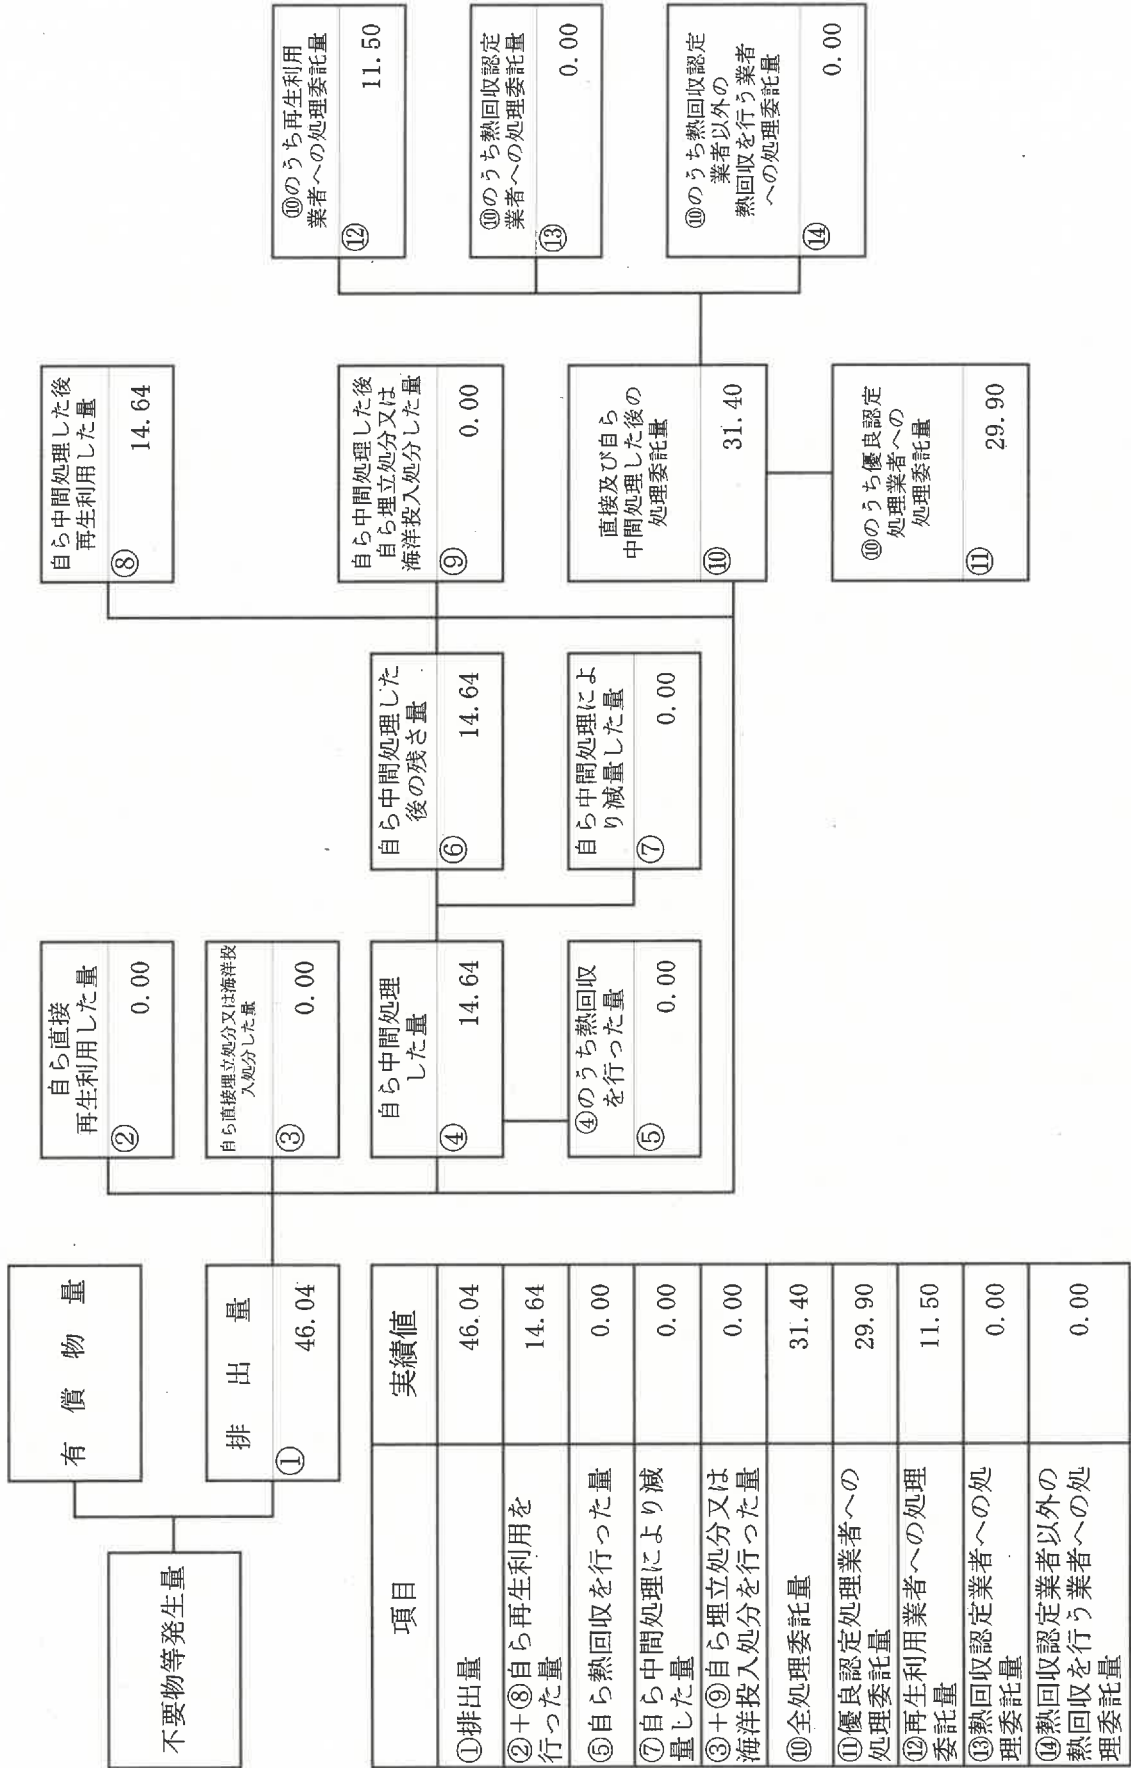 不要物等発生量
有償物量
排出量
①
46.04
自ら直接
再生利用した量
②
0.00
自ら直接埋立処分又は海洋投
入処分した量
③
0.00
自ら中間処理
した量
④
14.64
④のうち熱回収
を行った量
⑤
0.00
自ら中間処理した
後の残さ量
⑥
14.64
自ら中間処理によ
り減量した量
⑦
0.00
自ら中間処理した後
再生利用した量
⑧
14.64
自ら中間処理した後
自ら埋立処分又は
海洋投入処分した量
⑨
0.00
直接及び自ら
中間処理した後の
処理委託量
⑩
31.40
⑩のうち優良認定
処理業者への
処理委託量
⑪
29.90
⑩のうち再生利用
業者への処理委託量
⑫
11.50
⑩のうち熱回収認定
業者への処理委託量
⑬
0.00
⑩のうち熱回収認定
業者以外の
熱回収を行う業者
への処理委託量
⑭
0.00
項目 実績値
①排出量 46.04
②+⑧自ら再生利用を
行った量 14.64
⑤自ら熱回収を行った量 0.00
⑦自ら中間処理により減
量した量 0.00
③+⑨自ら埋立処分又は
海洋投入処分を行った量 0.00
⑩全処理委託量 31.40
⑪優良認定処理業者への
処理委託量 29.90
⑫再生利用業者への処理
委託量 11.50
⑬熱回収認定業者への処
理委託量 0.00
⑭熱回収認定業者以外の
熱回収を行う業者への処
理委託量 0.00